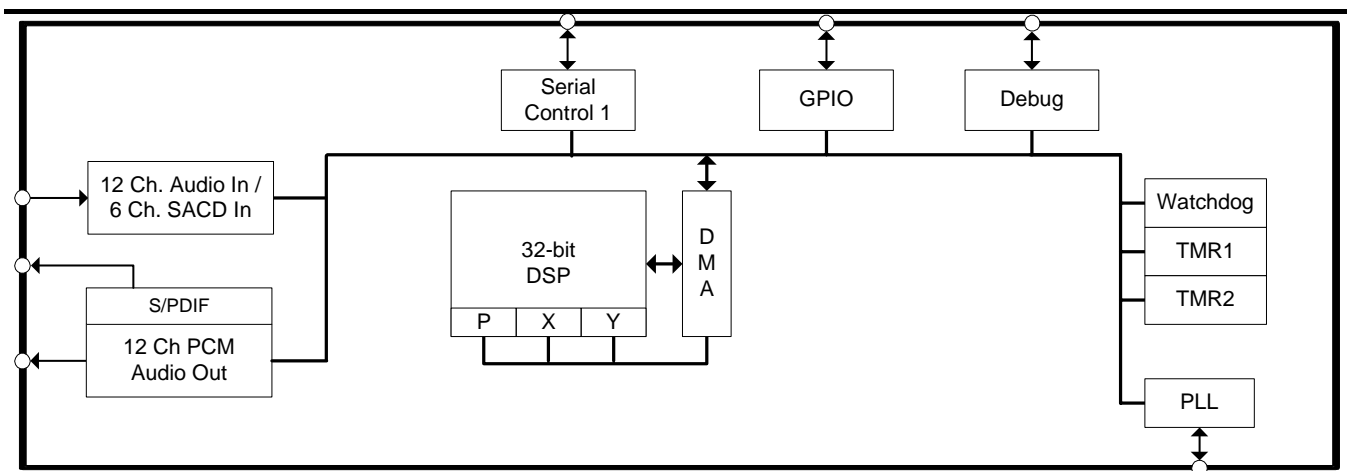 Serial
Control 1
GPIO
Debug
12 Ch. Audio In /
6 Ch. SACD In
32-bit
DSP
P
X
Y
D
M
A
Watchdog
TMR1
TMR2
S/PDIF
12 Ch PCM
Audio Out
PLL